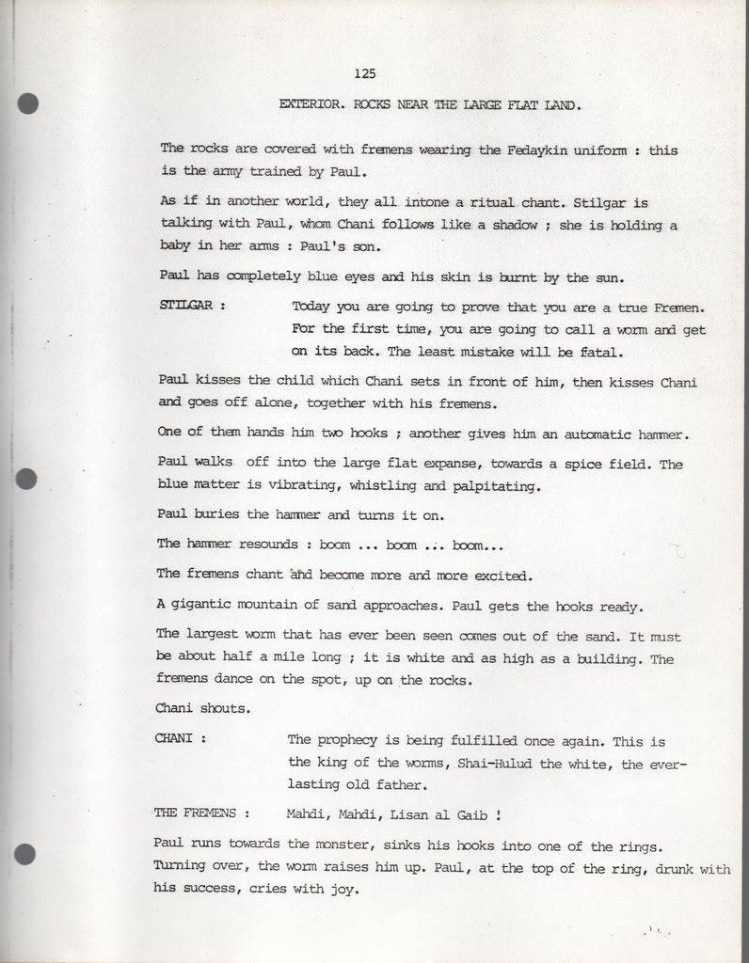 125
EXTERIOR. ROCKS NEAR THE LARGE FLAT LAND.
The rocks are covered with fremens wearing the Fedaykin uniform : this
is the army trained by Paul.
As if in another world, they all intone a ritual chant. Stilgar is
talking with Paul, whom Chani follows like a shadow ; she is holding a
baby in her arms : Paul's son.
Paul has completely blue eyes and his skin is burnt by the sun.
STILGAR : Today you are going to prove that you are a true Fremen.
For the first time, you are going to call a worm and get
on its back. The least mistake will be fatal.
Paul kisses the child which Chani sets in front of him, then kisses Chani
and goes off alone, together with his fremens.
One of them hands him two hooks ; another gives him an automatic hammer.
Paul walks off into the large flat expanse, towards a spice field. The
blue matter is vibrating, whistling and palpitating.
Paul buries the hammer and turns it on.
The hammer resounds : boom ... boom ... boom...
The fremens chant and become more and more excited.
A gigantic mountain of sand approaches. Paul gets the hooks ready.
The largest worm that has ever been seen comes out of the sand. It must
be about half a mile long ; it is white and as high as a building. The
fremens dance on the spot, up on the rocks.
Chani shouts.
CHANI : The prophecy is being fulfilled once again. This is
the king of the worms, Shai-Hulud the white, the ever-
lasting old father.
THE FREMENS : Mahdi, Mahdi, Lisan al Gaib !
Paul runs towards the monster, sinks his hooks into one of the rings.
Turning over, the worm raises him up. Paul, at the top of the ring, drunk with
his success, cries with joy.